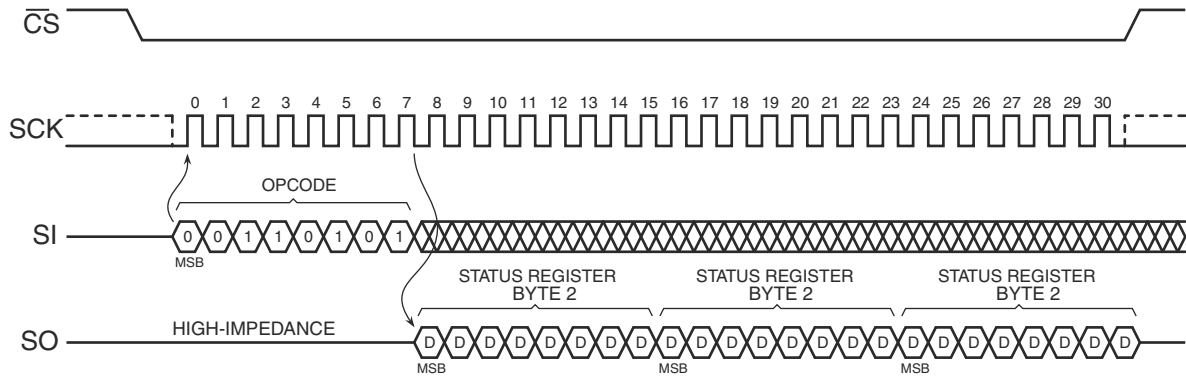 CS
SCK
0 1 2 3 4 5 6 7 8 9 10 11 12 13 14 15 16 17 18 19 20 21 22 23 24 25 26 27 28 29 30
OPCODE
SI
0 0 1 1 0 1 0 1
MSB
STATUS REGISTER BYTE 2
STATUS REGISTER BYTE 2
STATUS REGISTER BYTE 2
HIGH-IMPEDANCE
SO
D D D D D D D D D D D D D D D D D D D D D D D D
MSB MSB MSB